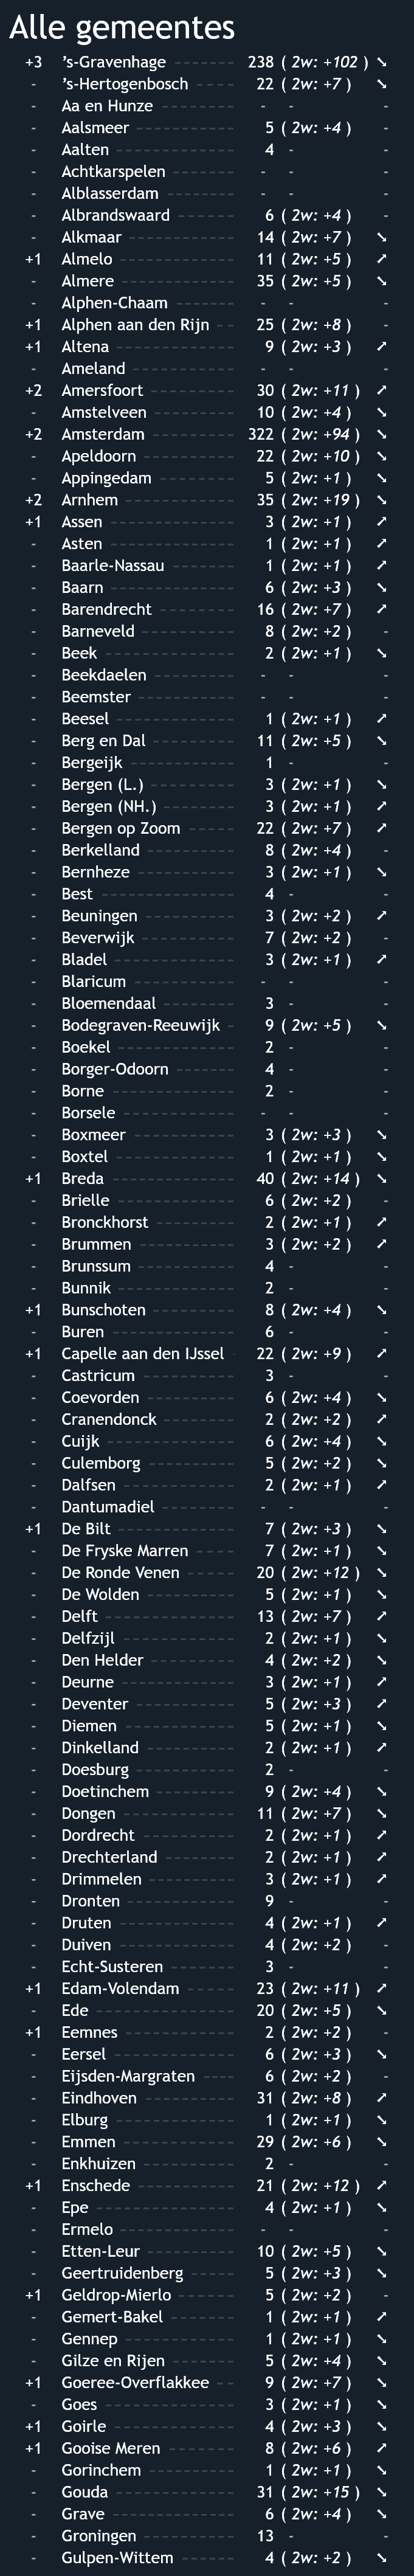 Alle gemeentes
+3 ’s-Gravenhage 238 ( 2w: +102 ) ➘
- ’s-Hertogenbosch 22 ( 2w: +7 ) ➘
- Aa en Hunze - - -
- Aalsmeer 5 ( 2w: +4 ) -
- Aalten 4 - -
- Achtkarspelen - - -
- Alblasserdam - - -
- Albrandswaard 6 ( 2w: +4 ) -
- Alkmaar 14 ( 2w: +7 ) ➘
+1 Almelo 11 ( 2w: +5 ) ➚
- Almere 35 ( 2w: +5 ) ➘
- Alphen-Chaam - - -
+1 Alphen aan den Rijn 25 ( 2w: +8 ) -
+1 Altena 9 ( 2w: +3 ) ➚
- Ameland - - -
+2 Amersfoort 30 ( 2w: +11 ) ➚
- Amstelveen 10 ( 2w: +4 ) ➘
+2 Amsterdam 322 ( 2w: +94 ) ➘
- Apeldoorn 22 ( 2w: +10 ) ➘
- Appingedam 5 ( 2w: +1 ) ➘
+2 Arnhem 35 ( 2w: +19 ) ➘
+1 Assen 3 ( 2w: +1 ) ➚
- Asten 1 ( 2w: +1 ) ➚
- Baarle-Nassau 1 ( 2w: +1 ) ➚
- Baarn 6 ( 2w: +3 ) ➘
- Barendrecht 16 ( 2w: +7 ) ➚
- Barneveld 8 ( 2w: +2 ) -
- Beek 2 ( 2w: +1 ) ➘
- Beekdaelen - - -
- Beemster - - -
- Beesel 1 ( 2w: +1 ) ➚
- Berg en Dal 11 ( 2w: +5 ) ➘
- Bergeijk 1 - -
- Bergen (L.) 3 ( 2w: +1 ) ➘
- Bergen (NH.) 3 ( 2w: +1 ) ➚
- Bergen op Zoom 22 ( 2w: +7 ) ➚
- Berkelland 8 ( 2w: +4 ) -
- Bernheze 3 ( 2w: +1 ) ➘
- Best 4 - -
- Beuningen 3 ( 2w: +2 ) ➚
- Beverwijk 7 ( 2w: +2 ) -
- Bladel 3 ( 2w: +1 ) ➚
- Blaricum - - -
- Bloemendaal 3 - -
- Bodegraven-Reeuwijk 9 ( 2w: +5 ) ➘
- Boekel 2 - -
- Borger-Odoorn 4 - -
- Borne 2 - -
- Borsele - - -
- Boxmeer 3 ( 2w: +3 ) ➘
- Boxtel 1 ( 2w: +1 ) ➘
+1 Breda 40 ( 2w: +14 ) ➘
- Brielle 6 ( 2w: +2 ) -
- Bronckhorst 2 ( 2w: +1 ) ➚
- Brummen 3 ( 2w: +2 ) ➚
- Brunssum 4 - -
- Bunnik 2 - -
+1 Bunschoten 8 ( 2w: +4 ) ➘
- Buren 6 - -
+1 Capelle aan den IJssel 22 ( 2w: +9 ) ➚
- Castricum 3 - -
- Coevorden 6 ( 2w: +4 ) ➘
- Cranendonck 2 ( 2w: +2 ) ➚
- Cuijk 6 ( 2w: +4 ) ➘
- Culemborg 5 ( 2w: +2 ) ➘
- Dalfsen 2 ( 2w: +1 ) ➚
- Dantumadiel - - -
+1 De Bilt 7 ( 2w: +3 ) ➘
- De Fryske Marren 7 ( 2w: +1 ) ➘
- De Ronde Venen 20 ( 2w: +12 ) ➘
- De Wolden 5 ( 2w: +1 ) ➘
- Delft 13 ( 2w: +7 ) ➚
- Delfzijl 2 ( 2w: +1 ) ➘
- Den Helder 4 ( 2w: +2 ) ➘
- Deurne 3 ( 2w: +1 ) ➚
- Deventer 5 ( 2w: +3 ) ➚
- Diemen 5 ( 2w: +1 ) ➘
- Dinkelland 2 ( 2w: +1 ) ➚
- Doesburg 2 - -
- Doetinchem 9 ( 2w: +4 ) ➘
- Dongen 11 ( 2w: +7 ) ➘
- Dordrecht 2 ( 2w: +1 ) ➚
- Drechterland 2 ( 2w: +1 ) ➚
- Drimmelen 3 ( 2w: +1 ) ➚
- Dronten 9 - -
- Druten 4 ( 2w: +1 ) ➚
- Duiven 4 ( 2w: +2 ) -
- Echt-Susteren 3 - -
+1 Edam-Volendam 23 ( 2w: +11 ) ➚
- Ede 20 ( 2w: +5 ) ➘
+1 Eemnes 2 ( 2w: +2 ) -
- Eersel 6 ( 2w: +3 ) ➘
- Eijsden-Margraten 6 ( 2w: +2 ) -
- Eindhoven 31 ( 2w: +8 ) ➚
- Elburg 1 ( 2w: +1 ) ➘
- Emmen 29 ( 2w: +6 ) ➘
- Enkhuizen 2 - -
+1 Enschede 21 ( 2w: +12 ) ➚
- Epe 4 ( 2w: +1 ) ➘
- Ermelo - - -
- Etten-Leur 10 ( 2w: +5 ) ➘
- Geertruidenberg 5 ( 2w: +3 ) ➘
+1 Geldrop-Mierlo 5 ( 2w: +2 ) -
- Gemert-Bakel 1 ( 2w: +1 ) ➚
- Gennep 1 ( 2w: +1 ) ➘
- Gilze en Rijen 5 ( 2w: +4 ) ➘
+1 Goeree-Overflakkee 9 ( 2w: +7 ) ➘
- Goes 3 ( 2w: +1 ) ➘
+1 Goirle 4 ( 2w: +3 ) ➘
+1 Gooise Meren 8 ( 2w: +6 ) ➚
- Gorinchem 1 ( 2w: +1 ) ➘
- Gouda 31 ( 2w: +15 ) ➘
- Grave 6 ( 2w: +4 ) ➘
- Groningen 13 - -
- Gulpen-Wittem 4 ( 2w: +2 ) ➘